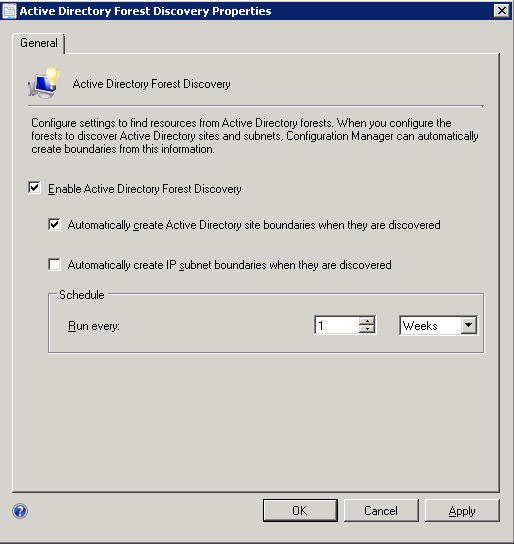 Active Directory Forest Discovery Properties
General
Active Directory Forest Discovery
Configure settings to find resources from Active Directory forests. When you configure the
forests to discover Active Directory sites and subnets, Configuration Manager can automatically
create boundaries from this information.
Enable Active Directory Forest Discovery
Automatically create Active Directory site boundaries when they are discovered
Automatically create IP subnet boundaries when they are discovered
Schedule
Run every: 1 Weeks
OK Cancel Apply